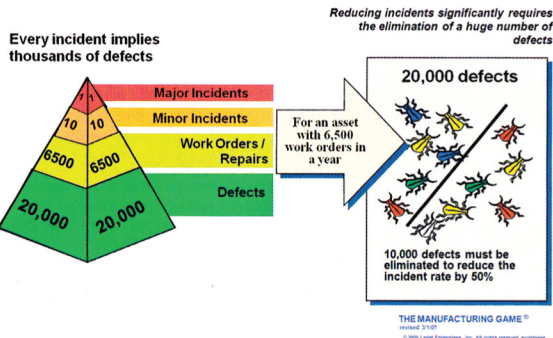 Reducing incidents significantly requires
the elimination of a huge number of
defects
Every incident implies
thousands of defects
1 1
10 10
6500 6500
20,000 20,000
Major Incidents
Minor Incidents
Work Orders /
Repairs
Defects
For an asset
with 6,500
work orders in
a year
20,000 defects
10,000 defects must be
eliminated to reduce the
incident rate by 50%
THE MANUFACTURING GAME ®
revised 3/1/01